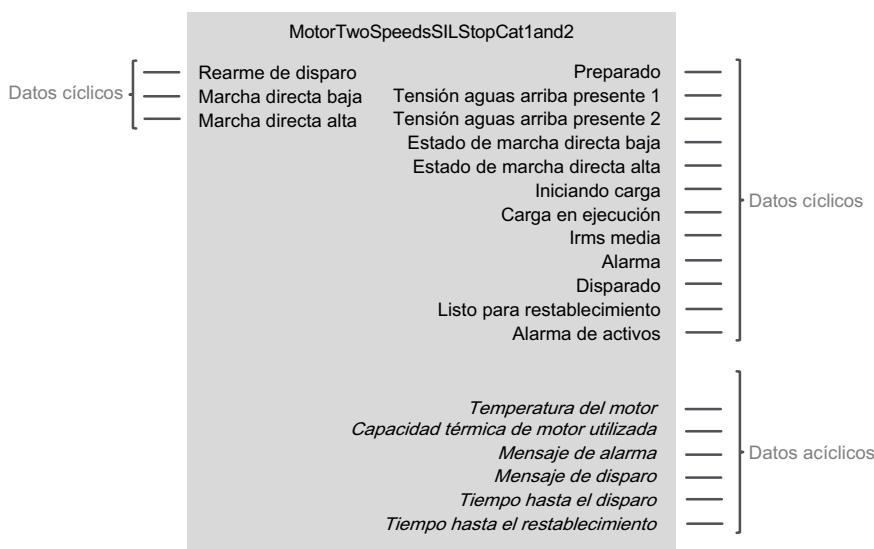 MotorTwoSpeedsSILStopCat1and2
Datos cíclicos
Rearme de disparo
Marcha directa baja
Marcha directa alta
Preparado
Tensión aguas arriba presente 1
Tensión aguas arriba presente 2
Estado de marcha directa baja
Estado de marcha directa alta
Iniciando carga
Carga en ejecución
Irms media
Alarma
Disparado
Listo para restablecimiento
Alarma de activos
Datos cíclicos
Temperatura del motor
Capacidad térmica de motor utilizada
Mensaje de alarma
Mensaje de disparo
Tiempo hasta el disparo
Tiempo hasta el restablecimiento
Datos acíclicos